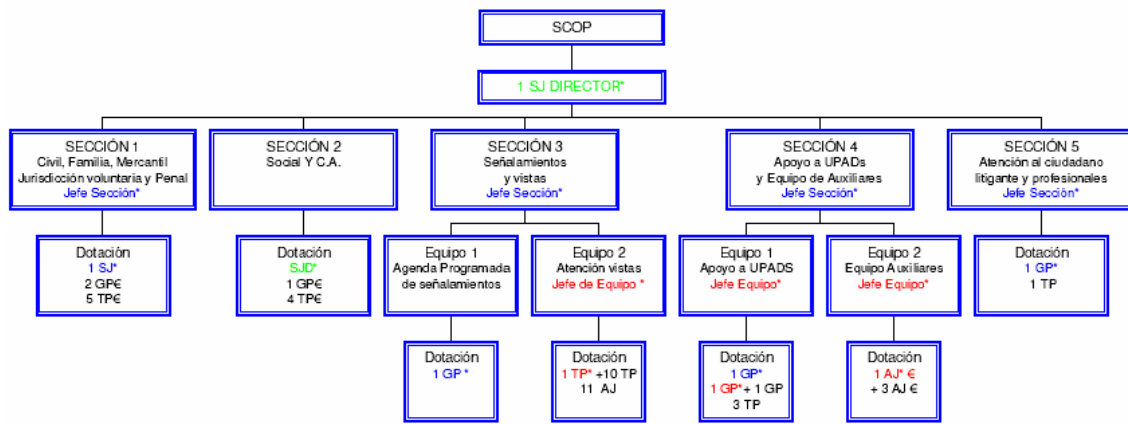 SCOP
1 SJ DIRECTOR*
SECCIÓN 1
Civil, Familia, Mercantil
Jurisdicción voluntaria y Penal
Jefe Sección*
SECCIÓN 2
Social Y C.A.
SECCIÓN 3
Señalamientos
y vistas
Jefe Sección*
SECCIÓN 4
Apoyo a UPADs
y Equipo de Auxiliares
Jefe Sección*
SECCIÓN 5
Atención al ciudadano
litigante y profesionales
Jefe Sección*
Dotación
1 SJ*
2 GP€
5 TP€
Dotación
SJD*
1 GP€
4 TP€
Equipo 1
Agenda Programada
de señalamientos
Equipo 2
Atención vistas
Jefe de Equipo *
Equipo 1
Apoyo a UPADS
Jefe Equipo*
Equipo 2
Equipo Auxiliares
Jefe Equipo*
Dotación
1 GP*
1 TP
Dotación
1 GP *
Dotación
1 TP* +10 TP
11 AJ
Dotación
1 GP*
1 GP*+ 1 GP
3 TP
Dotación
1 AJ* €
+ 3 AJ €